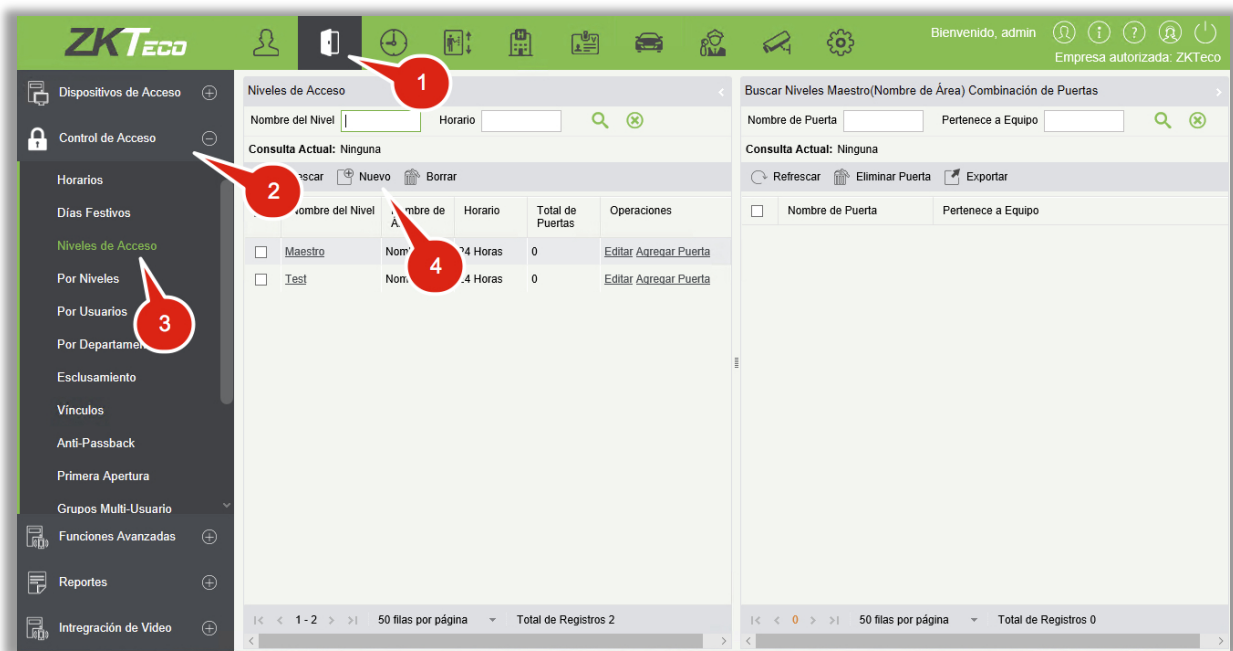 ZKTECO
Bienvenido, admin
Empresa autorizada: ZKTeco
1
2
3
4
Dispositivos de Acceso
Control de Acceso
Horarios
Días Festivos
Niveles de Acceso
Por Niveles
Por Usuarios
Por Departamen
Esclusamiento
Vínculos
Anti-Passback
Primera Apertura
Grupos Multi-Usuario
Funciones Avanzadas
Reportes
Intregración de Video
Niveles de Acceso
Nombre del Nivel Horario
Consulta Actual: Ninguna
escar Nuevo Borrar
Nombre del Nivel Nombre de Horario Total de Puertas Operaciones
Maestro Nom 24 Horas 0 Editar Agregar Puerta
Test Nom 4 Horas 0 Editar Agregar Puerta
1 - 2 50 filas por página Total de Registros 2
Buscar Niveles Maestro(Nombre de Área) Combinación de Puertas
Nombre de Puerta Pertenece a Equipo
Consulta Actual: Ninguna
Refrescar Eliminar Puerta Exportar
Nombre de Puerta Pertenece a Equipo
0 50 filas por página Total de Registros 0